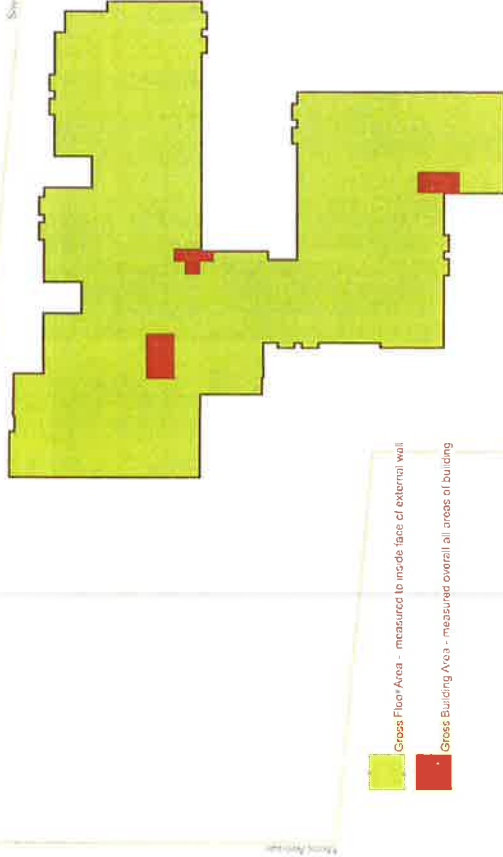 Gross Floor Area - measured to inside face of external wall
Gross Building Area - measured overall all areas of building